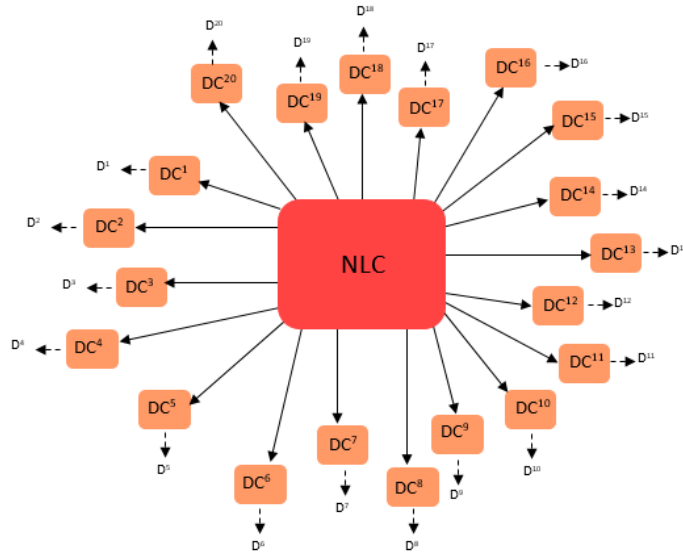 D²⁰
D¹⁹
D¹⁸
D¹⁷
DC²⁰
DC¹⁹
DC¹⁸
DC¹⁷
DC¹⁶
D¹⁶
DC¹⁵
D¹⁵
D¹
DC¹
DC¹⁴
D¹⁴
D²
DC²
DC¹³
D¹
NLC
D³
DC³
DC¹²
D¹²
D⁴
DC⁴
DC¹¹
D¹¹
DC⁵
DC¹⁰
D⁵
D¹⁰
DC⁷
DC⁹
DC⁶
DC⁸
D⁷
D⁹
D⁶
D⁸